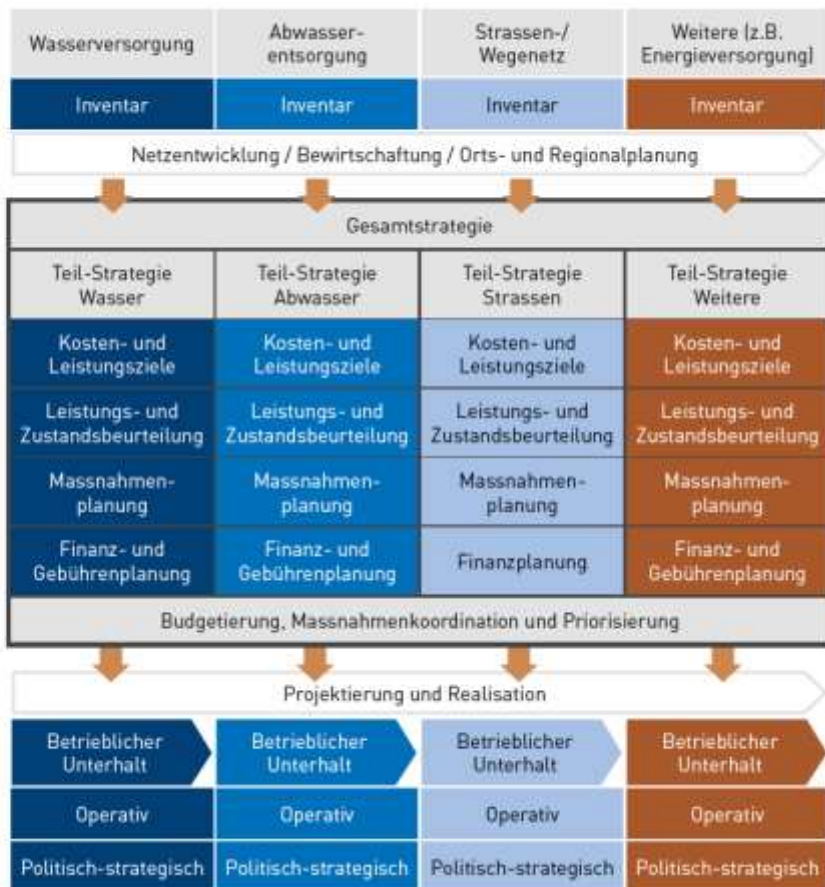 Wasserversorgung
Abwasser-
entsorgung
Strassen-/
Wegenetz
Weitere (z.B.
Energieversorgung)
Inventar
Inventar
Inventar
Inventar
Netzentwicklung / Bewirtschaftung / Orts- und Regionalplanung
Gesamtstrategie
Teil-Strategie
Wasser
Teil-Strategie
Abwasser
Teil-Strategie
Strassen
Teil-Strategie
Weitere
Kosten- und
Leistungsziele
Kosten- und
Leistungsziele
Kosten- und
Leistungsziele
Kosten- und
Leistungsziele
Leistungs- und
Zustandsbeurteilung
Leistungs- und
Zustandsbeurteilung
Leistungs- und
Zustandsbeurteilung
Leistungs- und
Zustandsbeurteilung
Massnahmen-
planung
Massnahmen-
planung
Massnahmen-
planung
Massnahmen-
planung
Finanz- und
Gebührenplanung
Finanz- und
Gebührenplanung
Finanzplanung
Finanz- und
Gebührenplanung
Budgetierung, Massnahmenkoordination und Priorisierung
Projektierung und Realisation
Betrieblicher
Unterhalt
Betrieblicher
Unterhalt
Betrieblicher
Unterhalt
Betrieblicher
Unterhalt
Operativ
Operativ
Operativ
Operativ
Politisch-strategisch
Politisch-strategisch
Politisch-strategisch
Politisch-strategisch